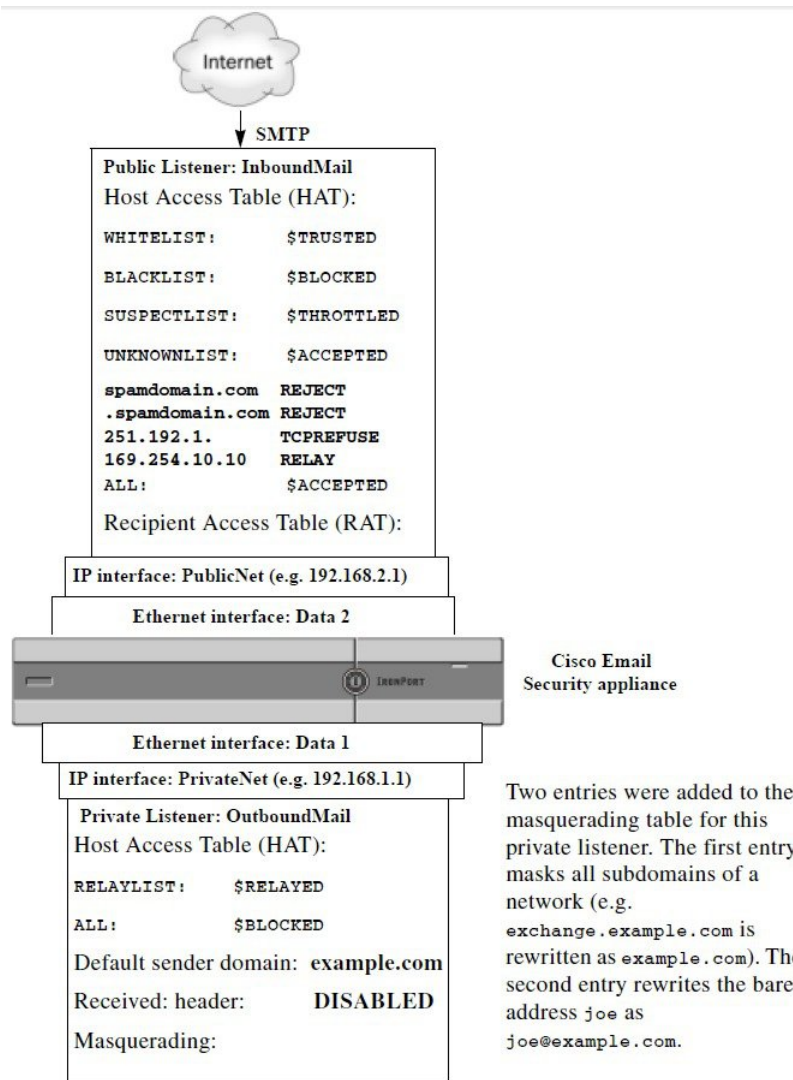 Internet
SMTP
Public Listener: InboundMail
Host Access Table (HAT):
WHITELIST: $TRUSTED
BLACKLIST: $BLOCKED
SUSPECTLIST: $THROTTLED
UNKNOWNLIST: $ACCEPTED
spamdomain.com REJECT
.spamdomain.com REJECT
251.192.1. TCPREFUSE
169.254.10.10 RELAY
ALL: $ACCEPTED
Recipient Access Table (RAT):
IP interface: PublicNet (e.g. 192.168.2.1)
Ethernet interface: Data 2
IRONPORT
Cisco Email
Security appliance
Ethernet interface: Data 1
IP interface: PrivateNet (e.g. 192.168.1.1)
Private Listener: OutboundMail
Host Access Table (HAT):
RELAYLIST: $RELAYED
ALL: $BLOCKED
Default sender domain: example.com
Received: header: DISABLED
Masquerading:
Two entries were added to the
masquerading table for this
private listener. The first entry
masks all subdomains of a
network (e.g.
exchange.example.com is
rewritten as example.com). The
second entry rewrites the bare
address joe as
joe@example.com.